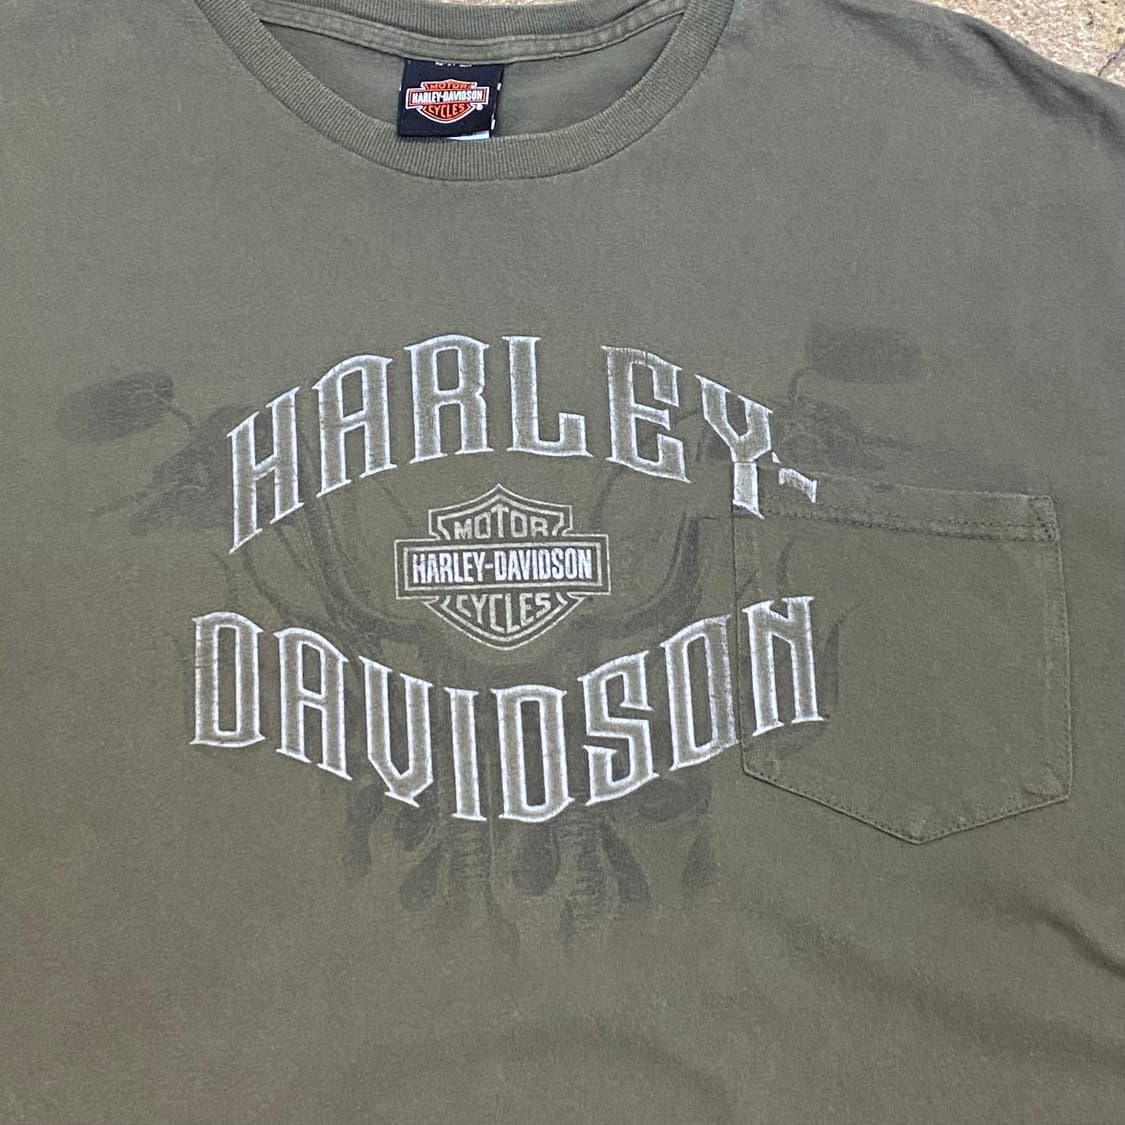 MOTOR
HARLEY-DAVIDSON
CYCLES
®
HARLEY-
MOTOR
HARLEY-DAVIDSON
CYCLES
DAVIDSON